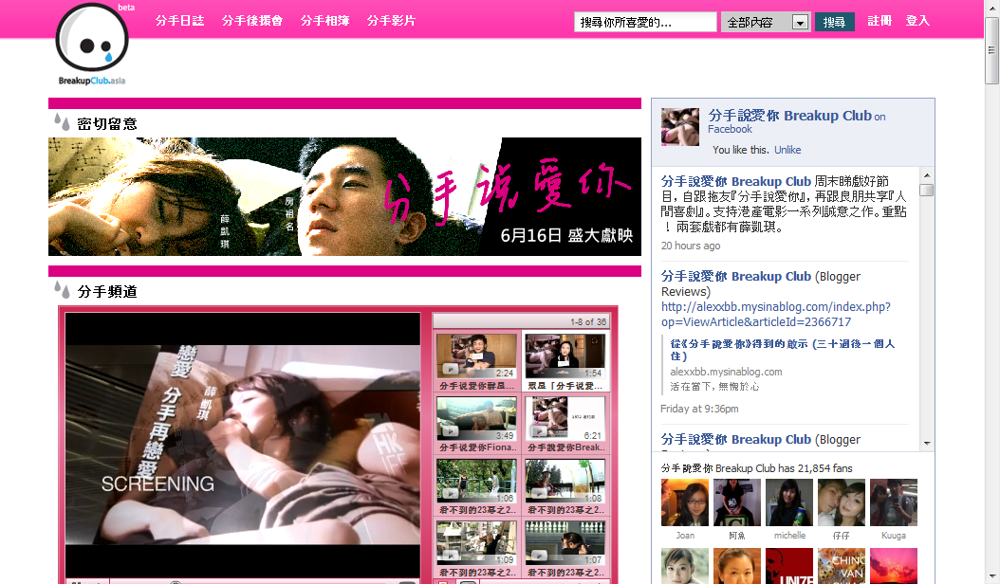 beta
分手日誌 分手後援會 分手相簿 分手影片
搜尋你所喜愛的... 全部內容 搜尋 註冊 登入
BreakupClub.asia
密切留意
薛凱琪
房祖名
分手說愛你
6月16日 盛大獻映
分手頻道
戀愛
分手再戀愛
薛凱琪
SCREENING
1-8 of 36
2:24
分手说爱你群星...
1:54
眾星「分手说爱...
3:49
分手说爱你Fiona..
6:21
分手說愛你Break..
1:06
君不到的23幕之2..
1:08
君不到的23幕之2..
1:09
君不到的23幕之2..
1:07
君不到的23幕之2..
分手說愛你 Breakup Club on
Facebook
You like this. Unlike
分手說愛你 Breakup Club 周末睇戲好節
目，自跟拖友『分手說愛你』，再跟良朋共享『人
間喜劇』。支持港產電影一系列誠意之作。重點
！ 兩套戲都有薛凱琪。
20 hours ago
分手說愛你 Breakup Club (Blogger
Reviews)
http://alexxbb.mysinablog.com/index.php?
op=ViewArticle&articleId=2366717
從《分手說愛你》得到的啟示 (三十過後一個人
住)
alexxbb.mysinablog.com
活在當下，無愧於心
Friday at 9:36pm
分手說愛你 Breakup Club (Blogger
分手說愛你 Breakup Club has 21,854 fans
Joan 阿魚 michelle 仔仔 Kuuga